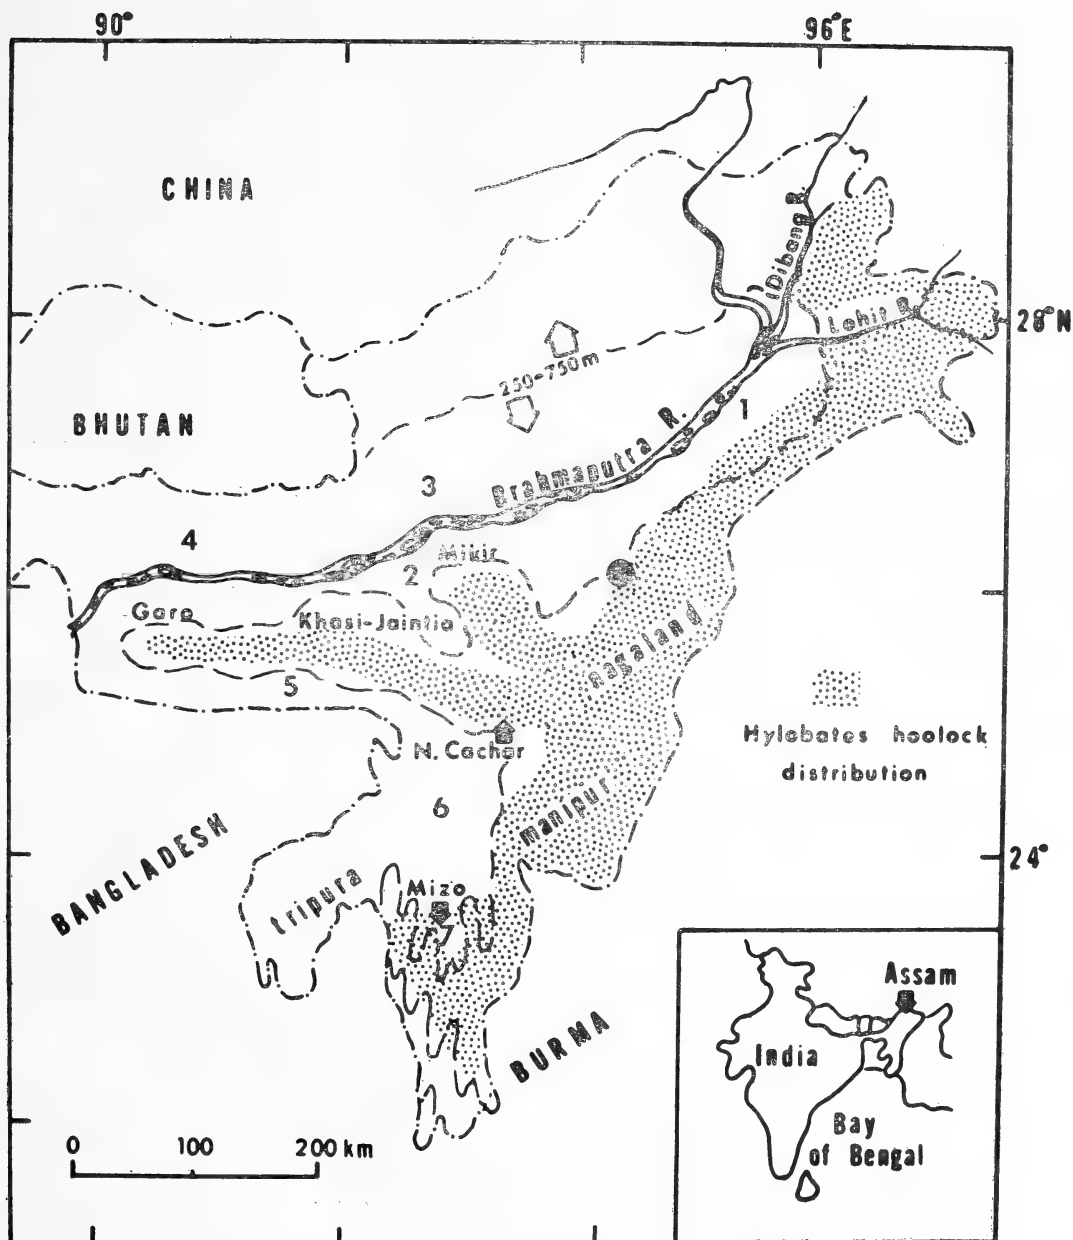 90°
96°E
CHINA
Dibang R.
Lohit R.
28°N
250-750m
BHUTAN
1
Brahmaputra R.
3
4
Mikir
2
Garo
Khasi-Jaintia
nagaland
5
Hylobates hoolock
distribution
N. Cachar
6
manipur
24°
BANGLADESH
tripura
Mizo
7
BURMA
0 100 200 km
Assam
India
Bay
of Bengal